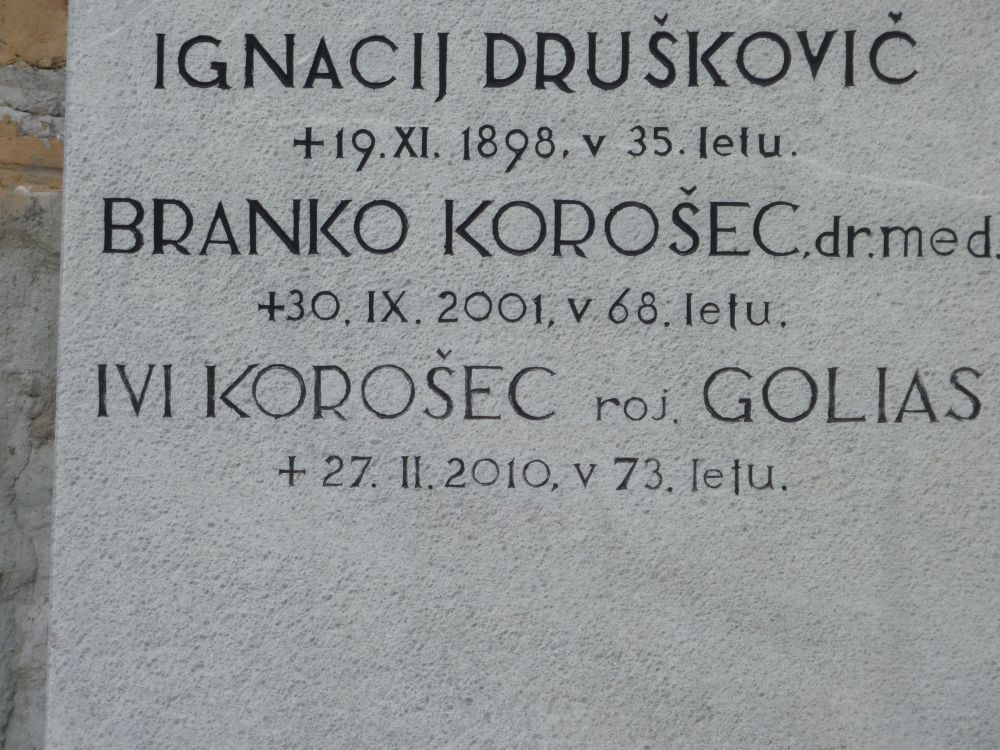 IGNACIJ DRUŠKOVIČ
+19. XI. 1898, v 35. letu.
BRANKO KOROŠEC, dr. med.
+30. IX. 2001, v 68. letu.
IVI KOROŠEC roj. GOLIAS
+ 27. II. 2010, v 73. letu.